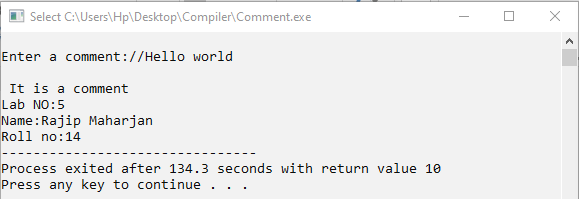 Select C:\Users\Hp\Desktop\Compiler\Comment.exe
Enter a comment://Hello world
It is a comment
Lab NO:5
Name:Rajip Maharjan
Roll no:14
--------------------------------
Process exited after 134.3 seconds with return value 10
Press any key to continue . . .